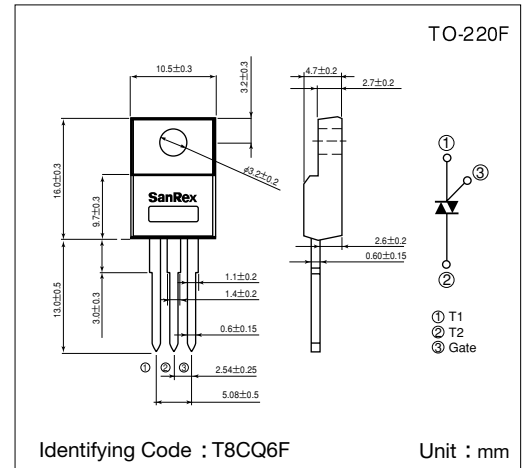 TO-220F
10.5±0.3
3.2±0.2
4.7±0.2
2.7±0.2
16.0±0.3
9.7±0.3
φ3.2±0.2
SanRex
13.0±0.5
3.0±0.3
1.1±0.2
1.4±0.2
0.6±0.15
2.54±0.25
5.08±0.5
① ② ③
2.6±0.2
0.60±0.15
①
③
②
① T1
② T2
③ Gate
Identifying Code：T8CQ6F
Unit：mm